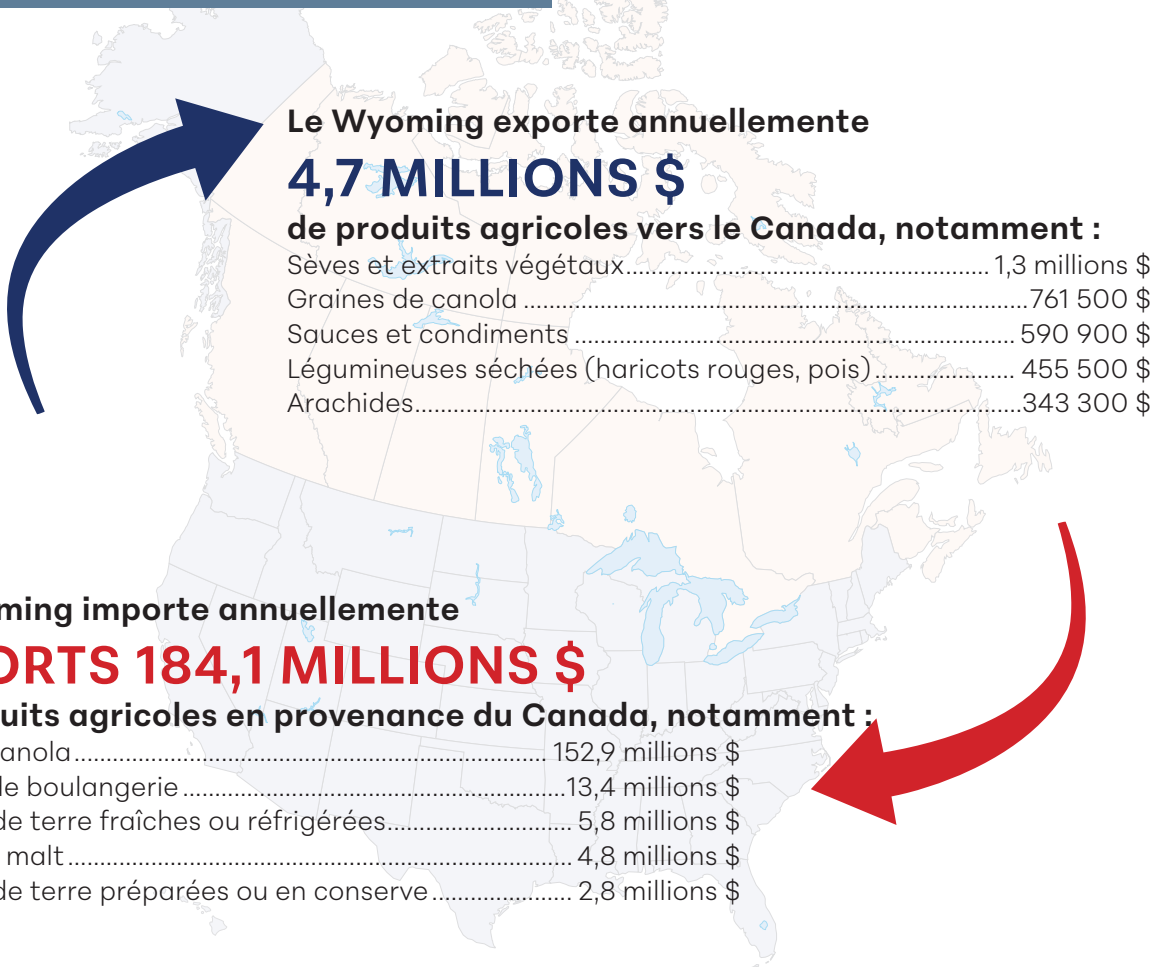 Le Wyoming exporte annuellemente
4,7 MILLIONS $
de produits agricoles vers le Canada, notamment :
Sèves et extraits végétaux................................................ 1,3 millions $
Graines de canola ...................................................................761 500 $
Sauces et condiments .......................................................... 590 900 $
Légumineuses séchées (haricots rouges, pois) ................... 455 500 $
Arachides................................................................................343 300 $
ming importe annuellemente
ORTS 184,1 MILLIONS $
uits agricoles en provenance du Canada, notamment :
anola .............................................................. 152,9 millions $
de boulangerie ..................................................13,4 millions $
de terre fraîches ou réfrigérées........................ 5,8 millions $
malt .................................................................. 4,8 millions $
de terre préparées ou en conserve ................... 2,8 millions $